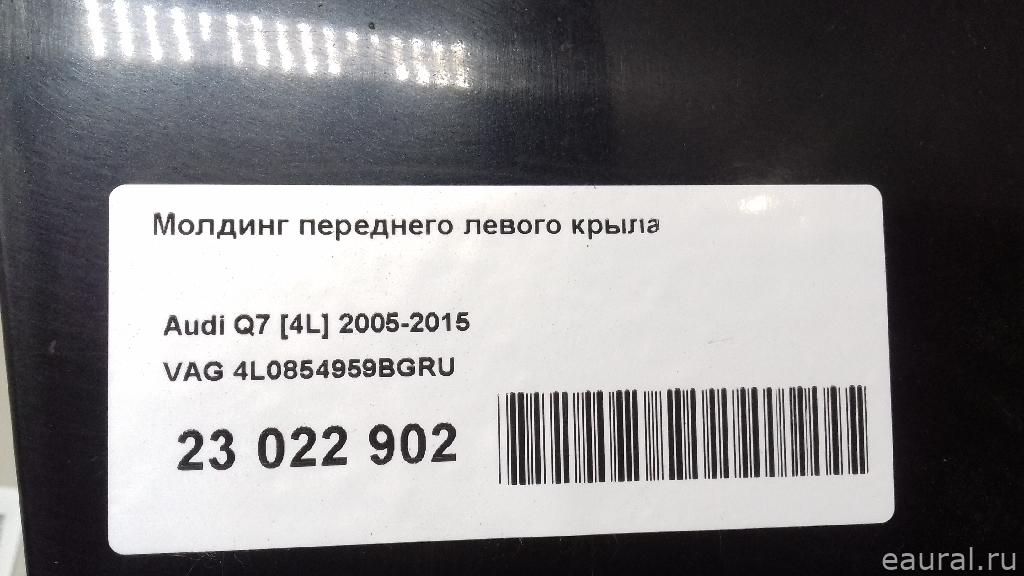 Молдинг переднего левого крыла
Audi Q7 [4L] 2005-2015
VAG 4L0854959BGRU
23 022 902
eaural.ru